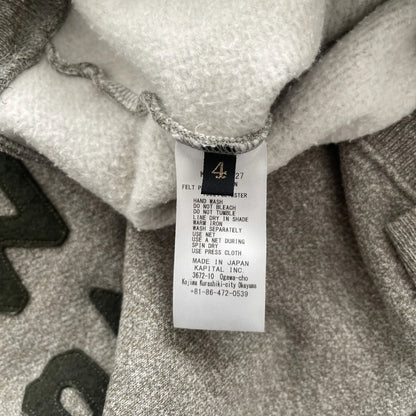 4
27
FELT
HAND WASH
DO NOT BLEACH
DO NOT TUMBLE
LINE DRY IN SHADE
WARM IRON
WASH SEPARATELY
USE NET
USE A NET DURING
SPIN DRY
USE PRESS CLOTH
MADE IN JAPAN
KAPITAL INC.
3672-10 Ogawa-cho
Kojima Kurashiki-city Okayama
+81-86-472-0539